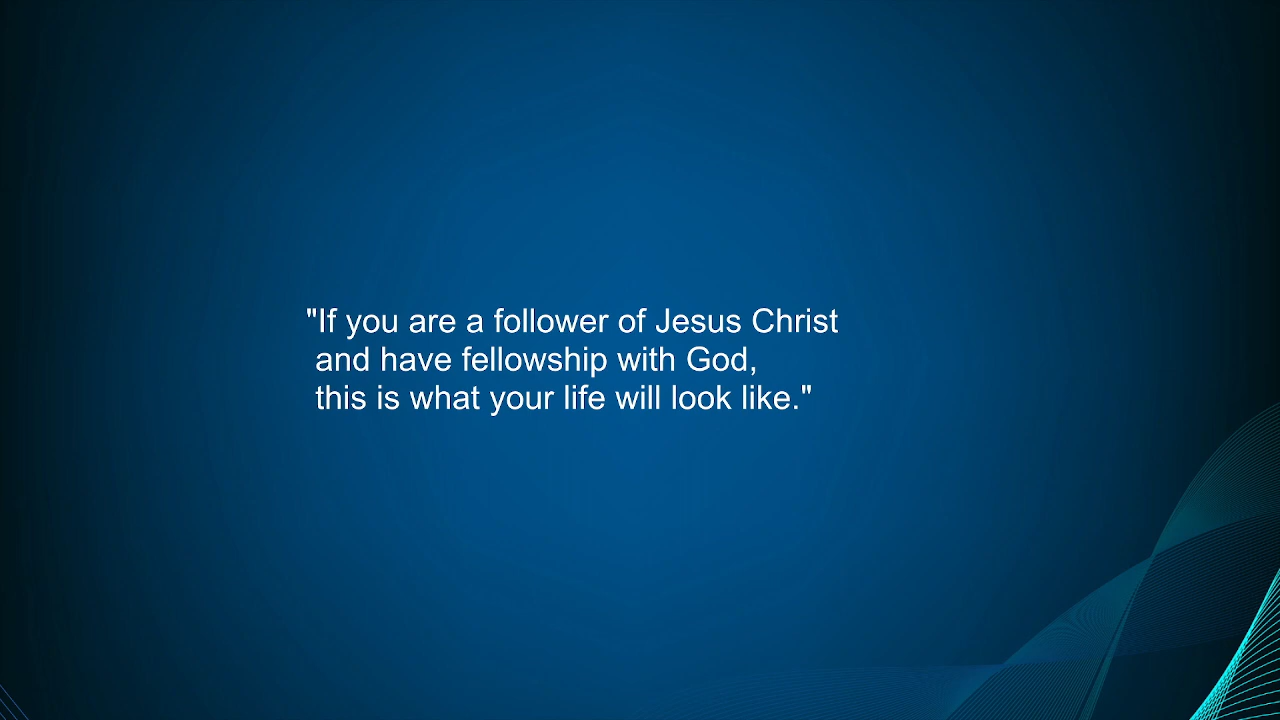 "If you are a follower of Jesus Christ
and have fellowship with God,
this is what your life will look like."